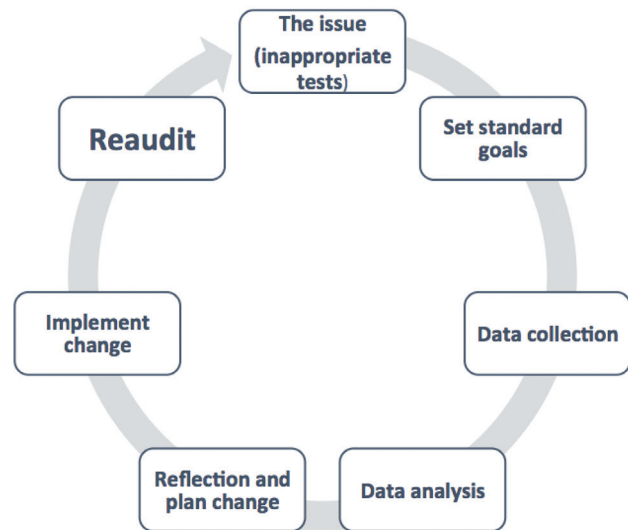 The issue
(inappropriate
tests)
Set standard
goals
Data collection
Data analysis
Reflection and
plan change
Implement
change
Reaudit